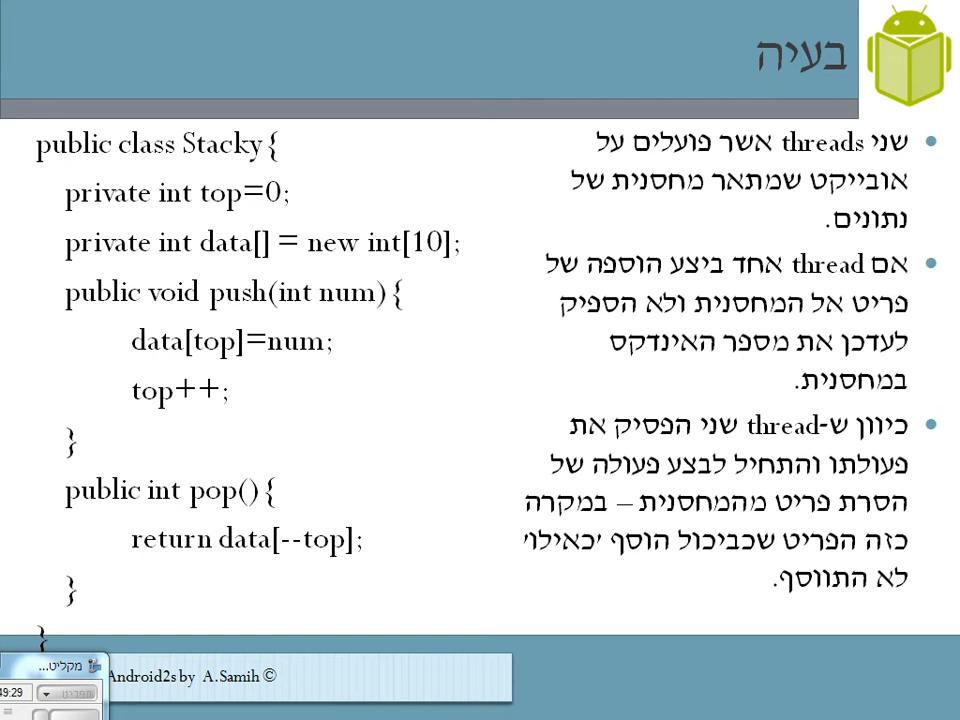 בעיה
שני threads אשר פועלים על
אובייקט שמתאר מחסנית של
נתונים.
אם thread אחד ביצע הוספה של
פריט אל המחסנית ולא הספיק
לעדכן את מספר האינדקס
במחסנית.
כיוון ש-thread שני הפסיק את
פעולתו והתחיל לבצע פעולה של
הסרת פריט מהמחסנית – במקרה
כזה הפריט שכביכול הוסף 'כאילו'
לא התווסף.
public class Stacky{
private int top=0;
private int data[] = new int[10];
public void push(int num){
data[top]=num;
top++;
}
public int pop(){
return data[--top];
}
}
Android2s by A.Samih ©
מקליט...
49:29
תפריט